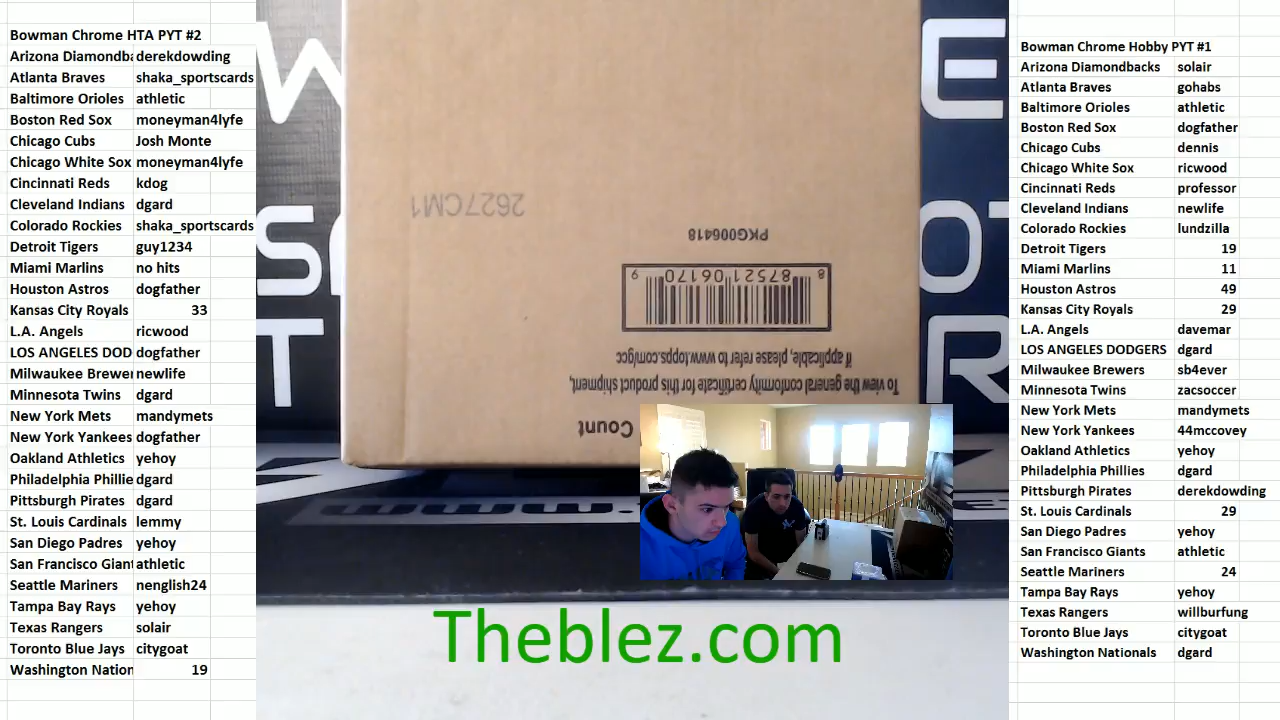 Bowman Chrome HTA PYT #2
Arizona Diamondba derekdowding
Atlanta Braves shaka_sportscards
Baltimore Orioles athletic
Boston Red Sox moneyman4lyfe
Chicago Cubs Josh Monte
Chicago White Sox moneyman4lyfe
Cincinnati Reds kdog
Cleveland Indians dgard
Colorado Rockies shaka_sportscards
Detroit Tigers guy1234
Miami Marlins no hits
Houston Astros dogfather
Kansas City Royals 33
L.A. Angels ricwood
LOS ANGELES DOD dogfather
Milwaukee Brewer newlife
Minnesota Twins dgard
New York Mets mandymets
New York Yankees dogfather
Oakland Athletics yehoy
Philadelphia Phillie dgard
Pittsburgh Pirates dgard
St. Louis Cardinals lemmy
San Diego Padres yehoy
San Francisco Giant athletic
Seattle Mariners nenglish24
Tampa Bay Rays yehoy
Texas Rangers solair
Toronto Blue Jays citygoat
Washington Nation 19
2627CM1
PKG006418
8 87521 06170 9
To view the general conformity certificate for this product shipment,
if applicable, please refer to www.topps.com/gcc
Count
Theblez.com
Bowman Chrome Hobby PYT #1
Arizona Diamondbacks solair
Atlanta Braves gohabs
Baltimore Orioles athletic
Boston Red Sox dogfather
Chicago Cubs dennis
Chicago White Sox ricwood
Cincinnati Reds professor
Cleveland Indians newlife
Colorado Rockies lundzilla
Detroit Tigers 19
Miami Marlins 11
Houston Astros 49
Kansas City Royals 29
L.A. Angels davemar
LOS ANGELES DODGERS dgard
Milwaukee Brewers sb4ever
Minnesota Twins zacsoccer
New York Mets mandymets
New York Yankees 44mccovey
Oakland Athletics yehoy
Philadelphia Phillies dgard
Pittsburgh Pirates derekdowding
St. Louis Cardinals 29
San Diego Padres yehoy
San Francisco Giants athletic
Seattle Mariners 24
Tampa Bay Rays yehoy
Texas Rangers willburfung
Toronto Blue Jays citygoat
Washington Nationals dgard